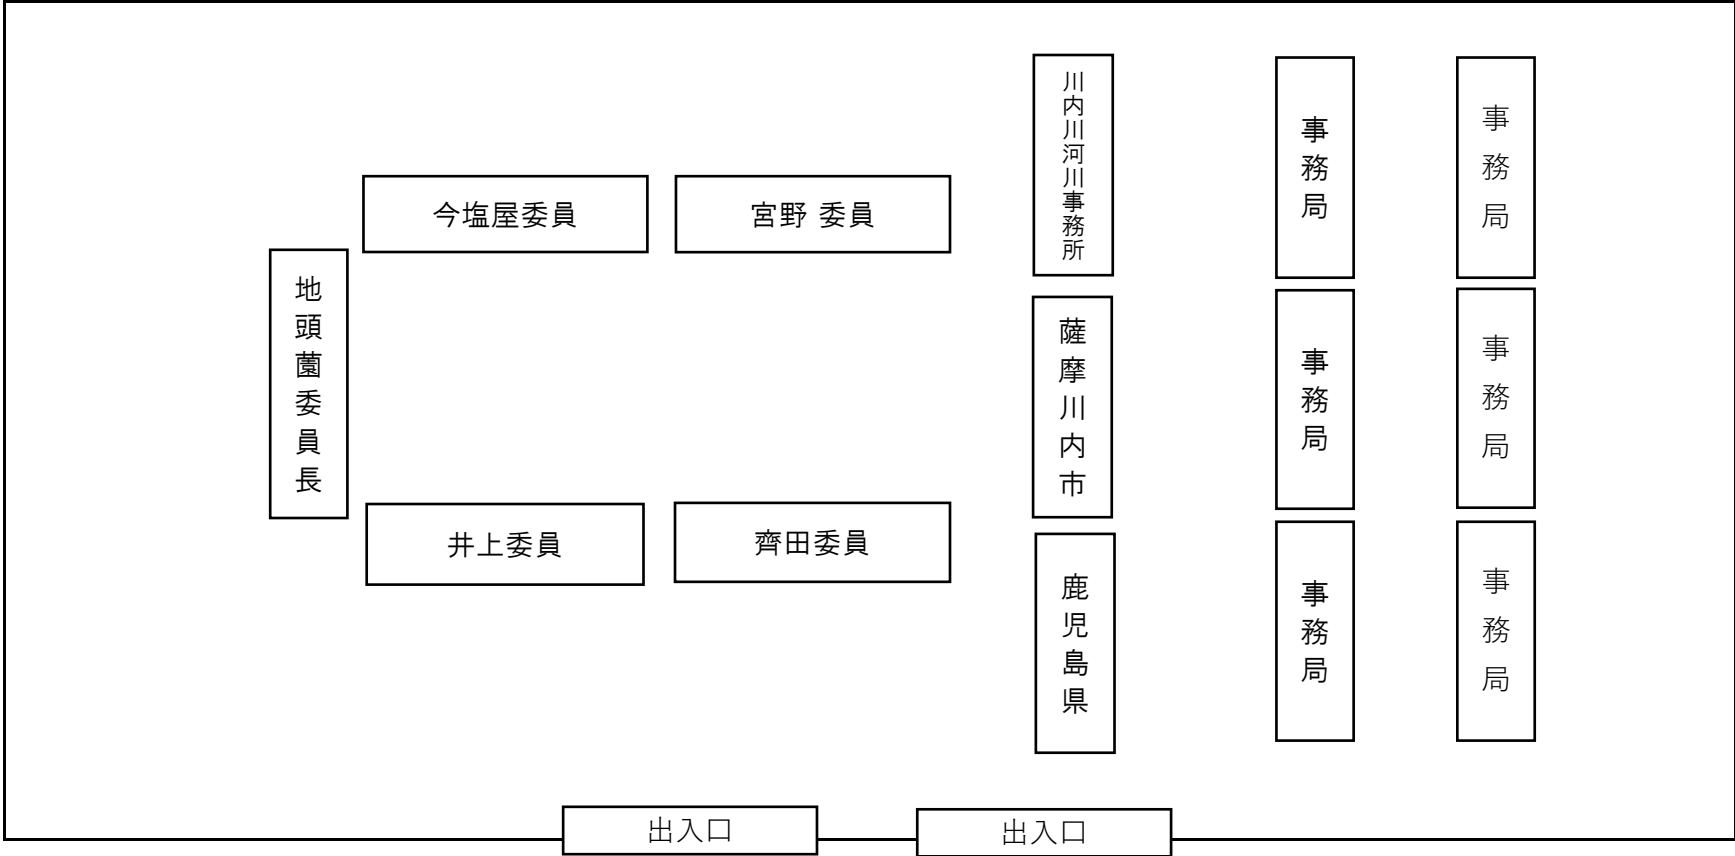 今塩屋委員
宮野 委員
地頭薗委員長
井上委員
齊田委員
川内川河川事務所
薩摩川内市
鹿児島県
事務局
事務局
事務局
事務局
事務局
事務局
出入口
出入口